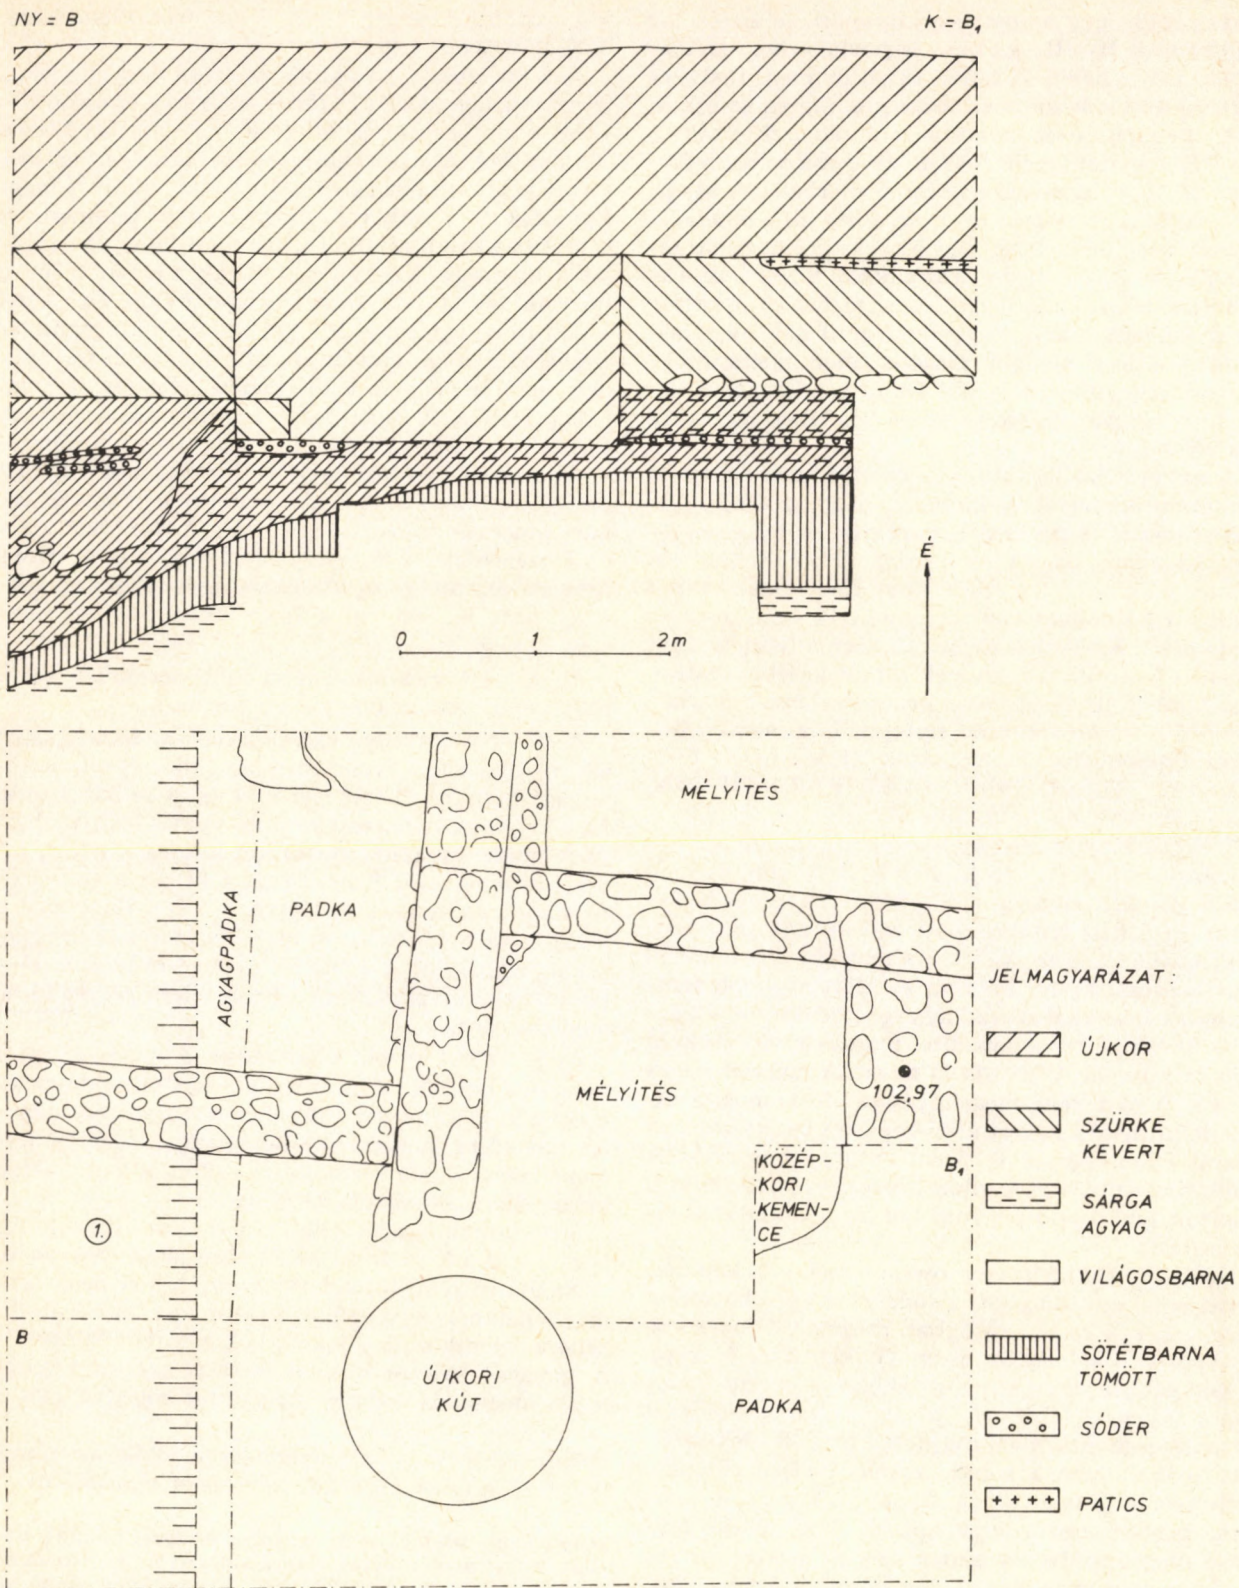 NY = B
K = B₁
É
0 1 2 m
MÉLYÍTÉS
AGYAGPADKA
PADKA
MÉLYÍTÉS
102,97
KÖZÉP-
KORI
KEMEN-
CE
B₁
1.
B
ÚJKORI
KÚT
PADKA
JELMAGYARÁZAT :
ÚJKOR
SZÜRKE
KEVERT
SÁRGA
AGYAG
VILÁGOSBARNA
SÖTÉTBARNA
TÖMÖTT
SÓDER
PATICS